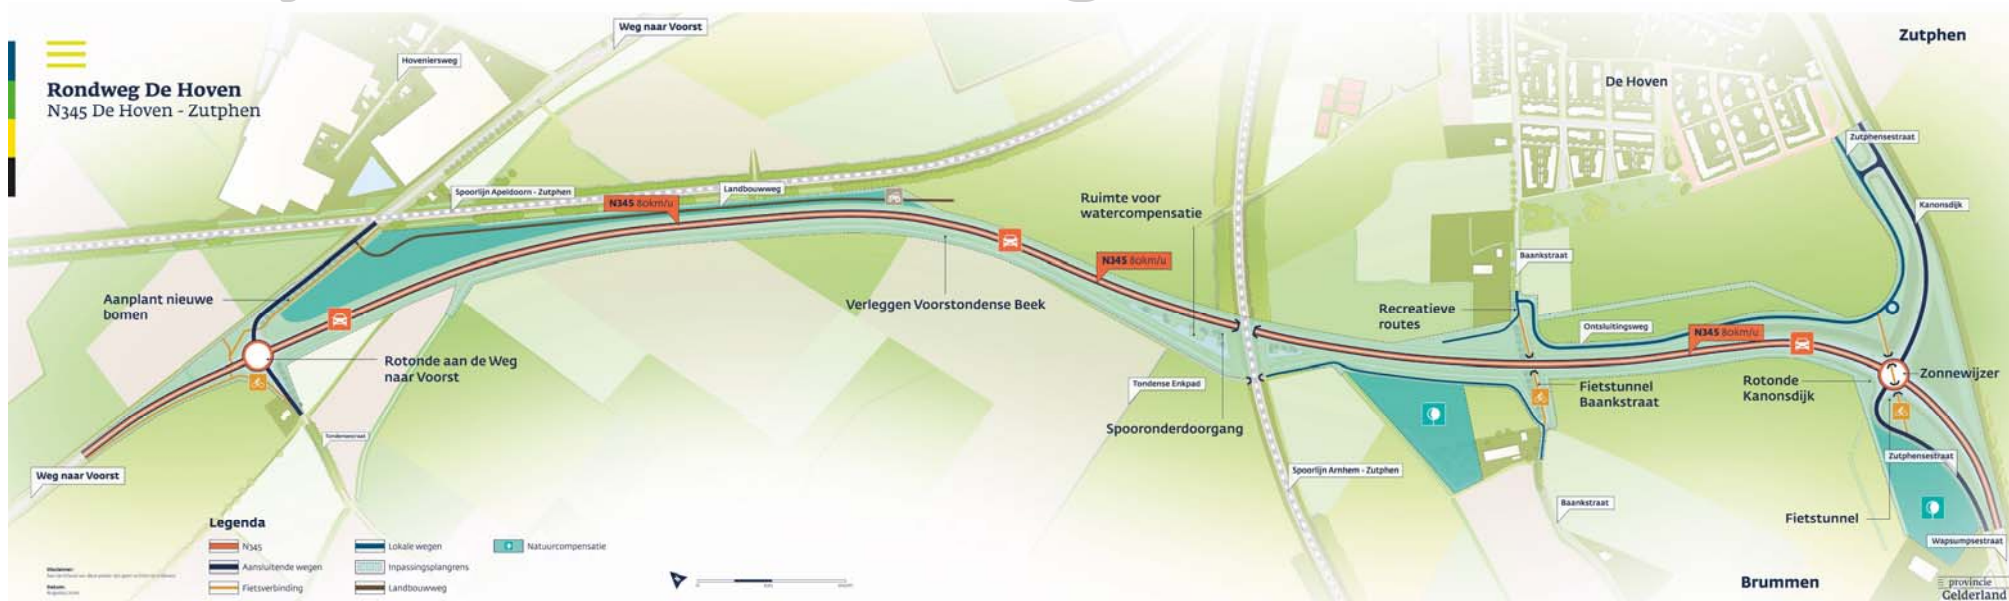 Rondweg De Hoven
N345 De Hoven - Zutphen
Weg naar Voorst
Hoveniersweg
Zutphen
De Hoven
Zutphensestraat
Kanonsdijk
Spoorlijn Apeldoorn - Zutphen
Landbouwweg
N345 80km/u
Ruimte voor
watercompensatie
N345 80km/u
Baankstraat
Aanplant nieuwe
bomen
Verleggen Voorstondense Beek
Recreatieve
routes
Ontsluitingsweg
N345 80km/u
Rotonde aan de Weg
naar Voorst
Tondense Enkpad
Fietstunnel
Baankstraat
Rotonde
Kanonsdijk
Zonnewijzer
Spooronderdoorgang
Tondensestraat
Weg naar Voorst
Spoorlijn Arnhem - Zutphen
Zutphensestraat
Baankstraat
Fietstunnel
Wapsumpsestraat
Brummen
provincie
Gelderland
Legenda
N345
Aansluitende wegen
Fietsverbinding
Lokale wegen
Inpassingsplangrens
Landbouwweg
Natuurcompensatie